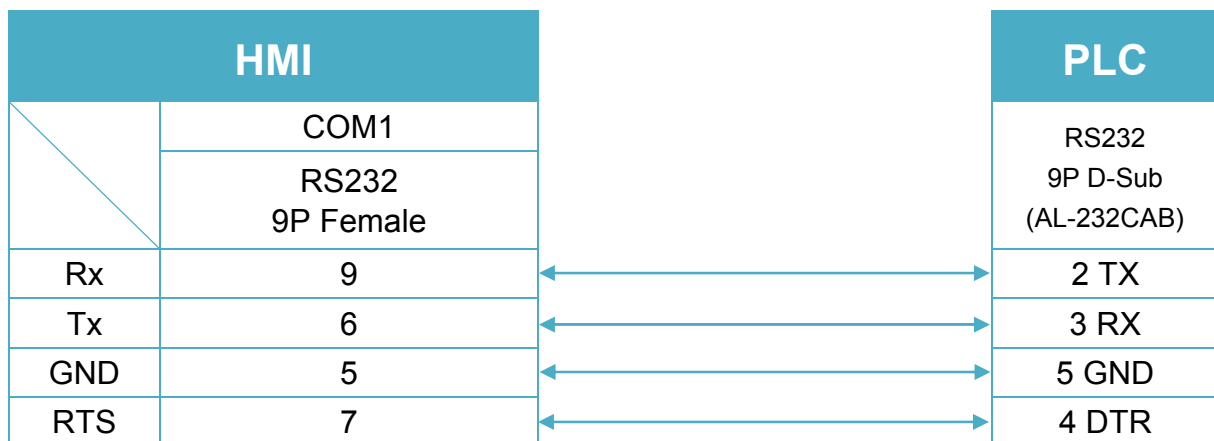 HMI
PLC
COM1
RS232
9P Female
RS232
9P D-Sub
(AL-232CAB)
Rx 9 2 TX
Tx 6 3 RX
GND 5 5 GND
RTS 7 4 DTR